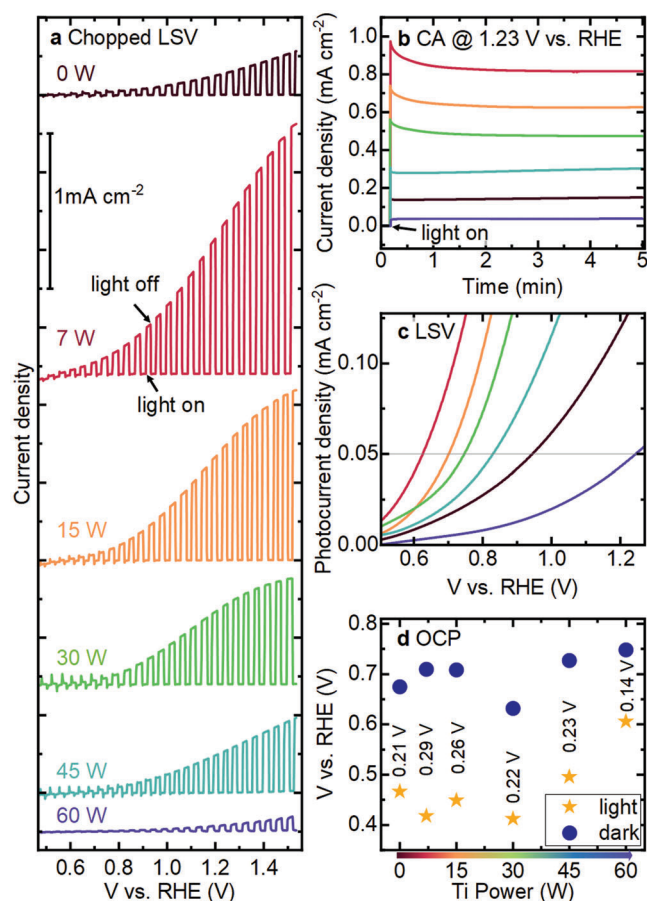 a Chopped LSV
0 W
1mA cm⁻²
light off
7 W
light on
15 W
30 W
45 W
60 W
Current density
0.6 0.8 1.0 1.2 1.4
V vs. RHE (V)
b CA @ 1.23 V vs. RHE
Current density (mA cm⁻²)
1.0
0.8
0.6
0.4
0.2
0.0
light on
0 1 2 3 4 5
Time (min)
c LSV
Photocurrent density (mA cm⁻²)
0.10
0.05
0.00
0.6 0.8 1.0 1.2
V vs. RHE (V)
d OCP
V vs. RHE (V)
0.8
0.7
0.6
0.5
0.4
0.21 V
0.29 V
0.26 V
0.22 V
0.23 V
0.14 V
light
dark
0 15 30 45 60
Ti Power (W)